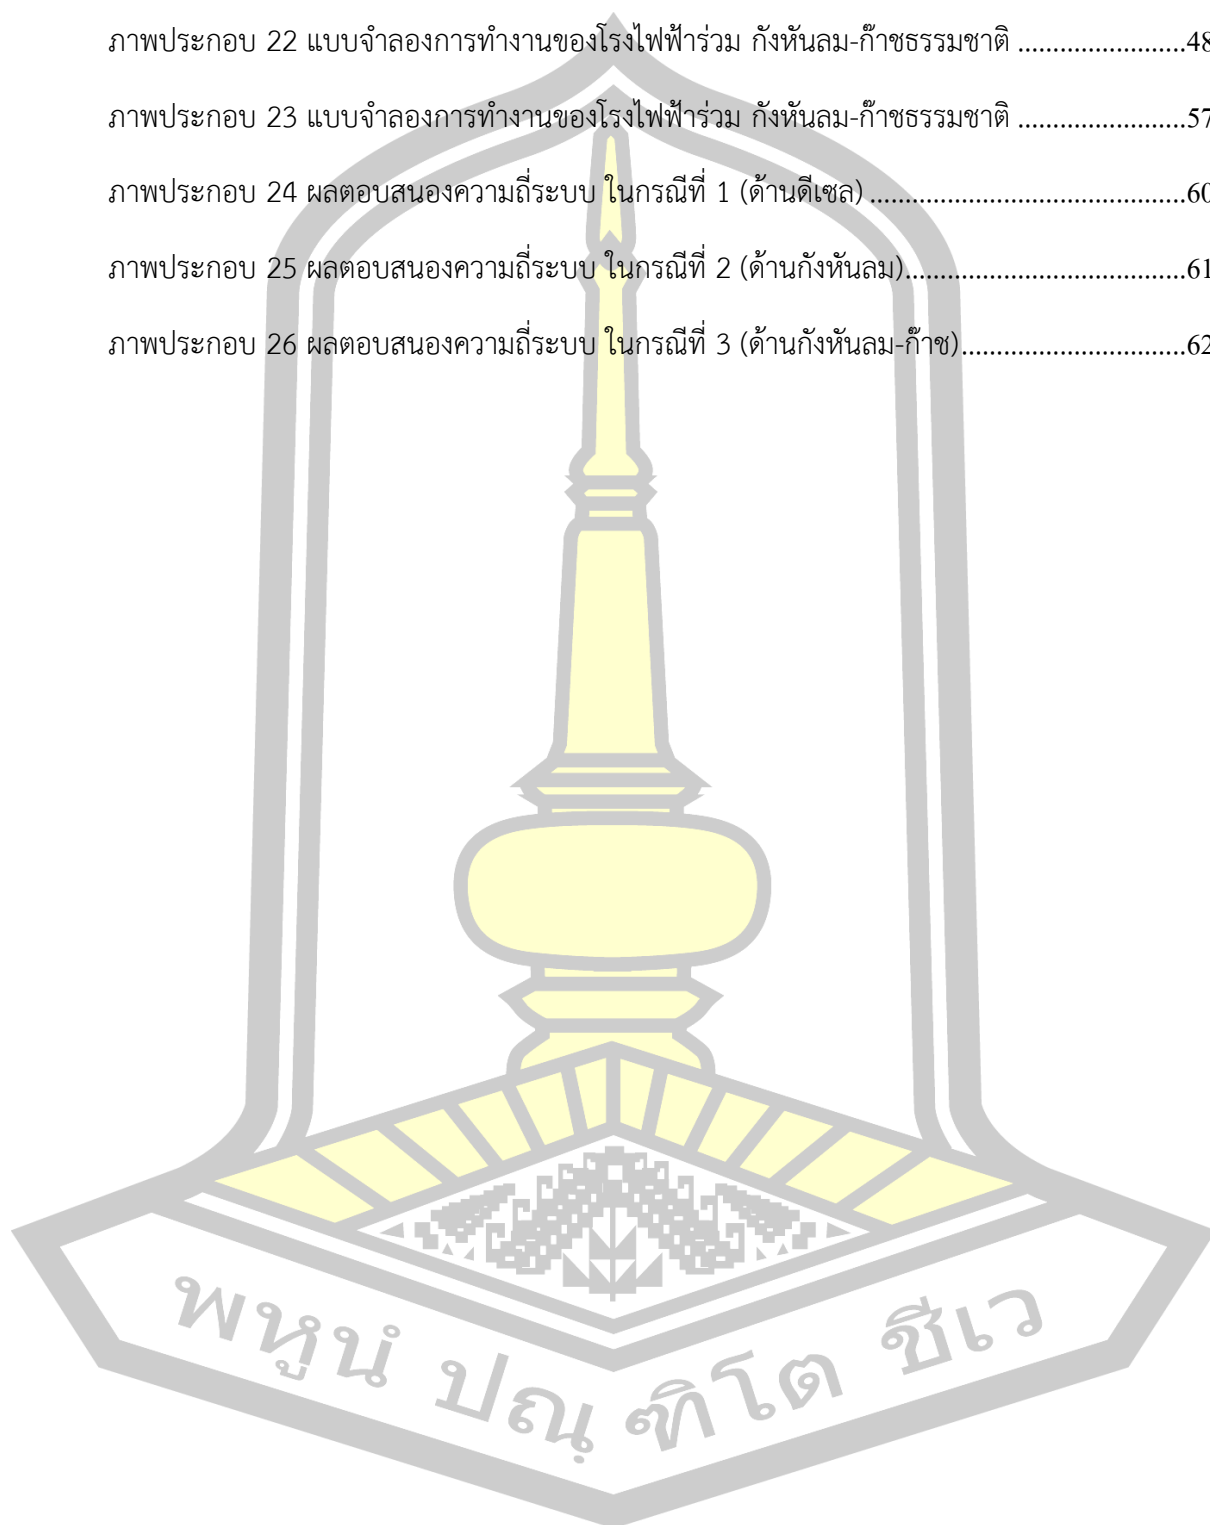 ภาพประกอบ 22 แบบจำลองการทำงานของโรงไฟฟ้าร่วม กังหันลม-ก๊าชธรรมชาติ ........................48
ภาพประกอบ 23 แบบจำลองการทำงานของโรงไฟฟ้าร่วม กังหันลม-ก๊าชธรรมชาติ ........................57
ภาพประกอบ 24 ผลตอบสนองความถี่ระบบ ในกรณีที่ 1 (ด้านดีเซล) .............................................60
ภาพประกอบ 25 ผลตอบสนองความถี่ระบบ ในกรณีที่ 2 (ด้านกังหันลม)........................................61
ภาพประกอบ 26 ผลตอบสนองความถี่ระบบ ในกรณีที่ 3 (ด้านกังหันลม-ก๊าช)................................62
พหูนํ ปณฺฑิโต ชีเว